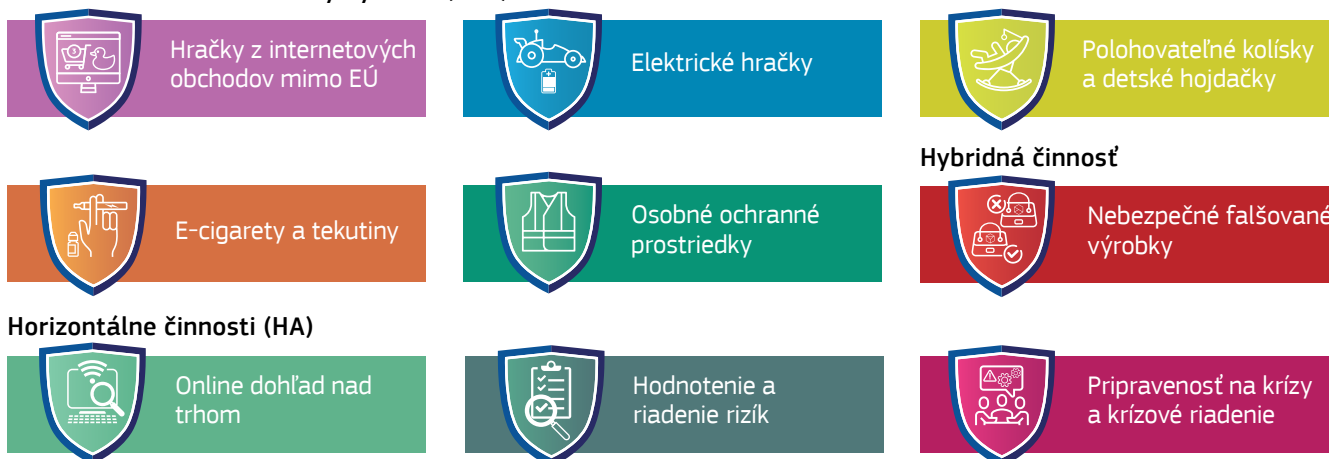 Hračky z internetových
obchodov mimo EÚ
Elektrické hračky
Polohovateľné kolísky
a detské hojdačky
Hybridná činnosť
E-cigarety a tekutiny
Osobné ochranné
prostriedky
Nebezpečné falšované
výrobky
Horizontálne činnosti (HA)
Online dohľad nad
trhom
Hodnotenie a
riadenie rizík
Pripravenosť na krízy
a krízové riadenie